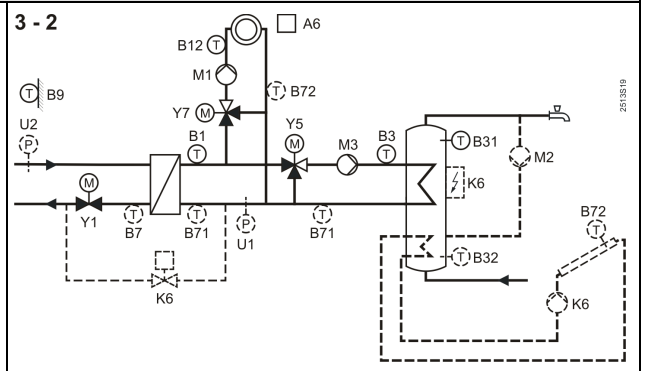 3 - 2
A6
B12 T
M1
T B72
T B9
Y7 M
2513S19
U2
P
B1
T
Y5
M
M3
B3
T
T B31
M2
K6
M
Y1
T
B7
T
B71
P
U1
T
B71
B72
T
T B32
K6
K6